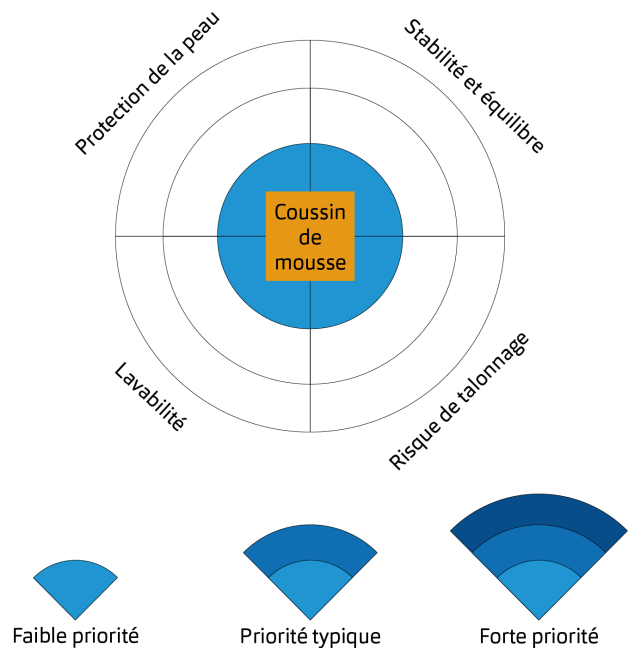 Protection de la peau
Stabilité et équilibre
Coussin
de
mousse
Lavabilité
Risque de talonnage
Faible priorité
Priorité typique
Forte priorité